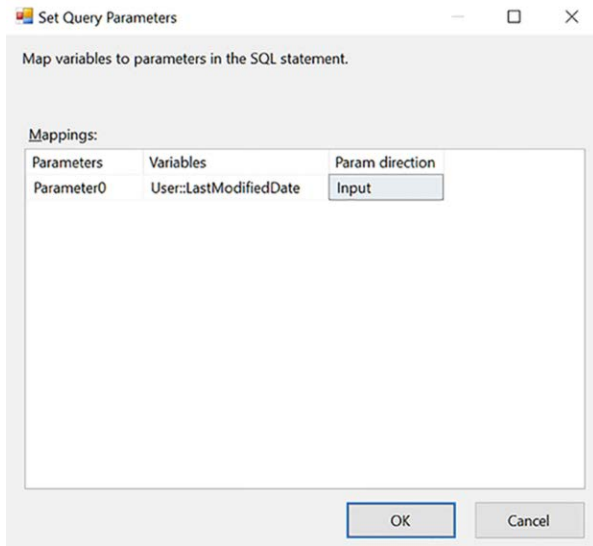 Set Query Parameters
Map variables to parameters in the SQL statement.
Mappings:
Parameters Variables Param direction
Parameter0 User::LastModifiedDate Input
OK Cancel